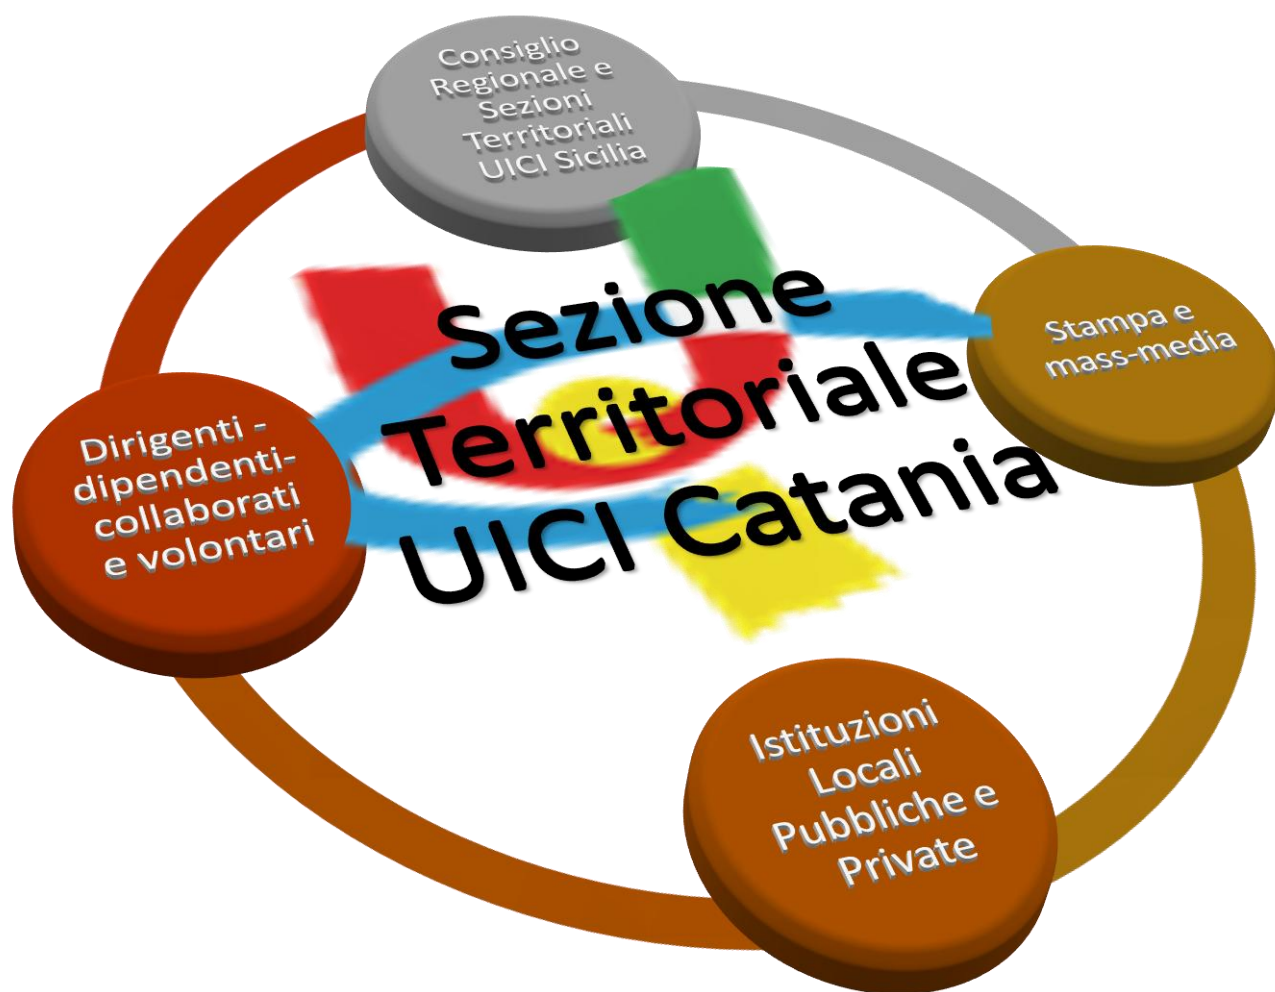 Consiglio
Regionale e
Sezioni
Territoriali
UICI Sicilia
Stampa e
mass-media
Istituzioni
Locali
Pubbliche e
Private
Dirigenti -
dipendenti-
collaborati
e volontari
Sezione
Territoriale
UICI Catania